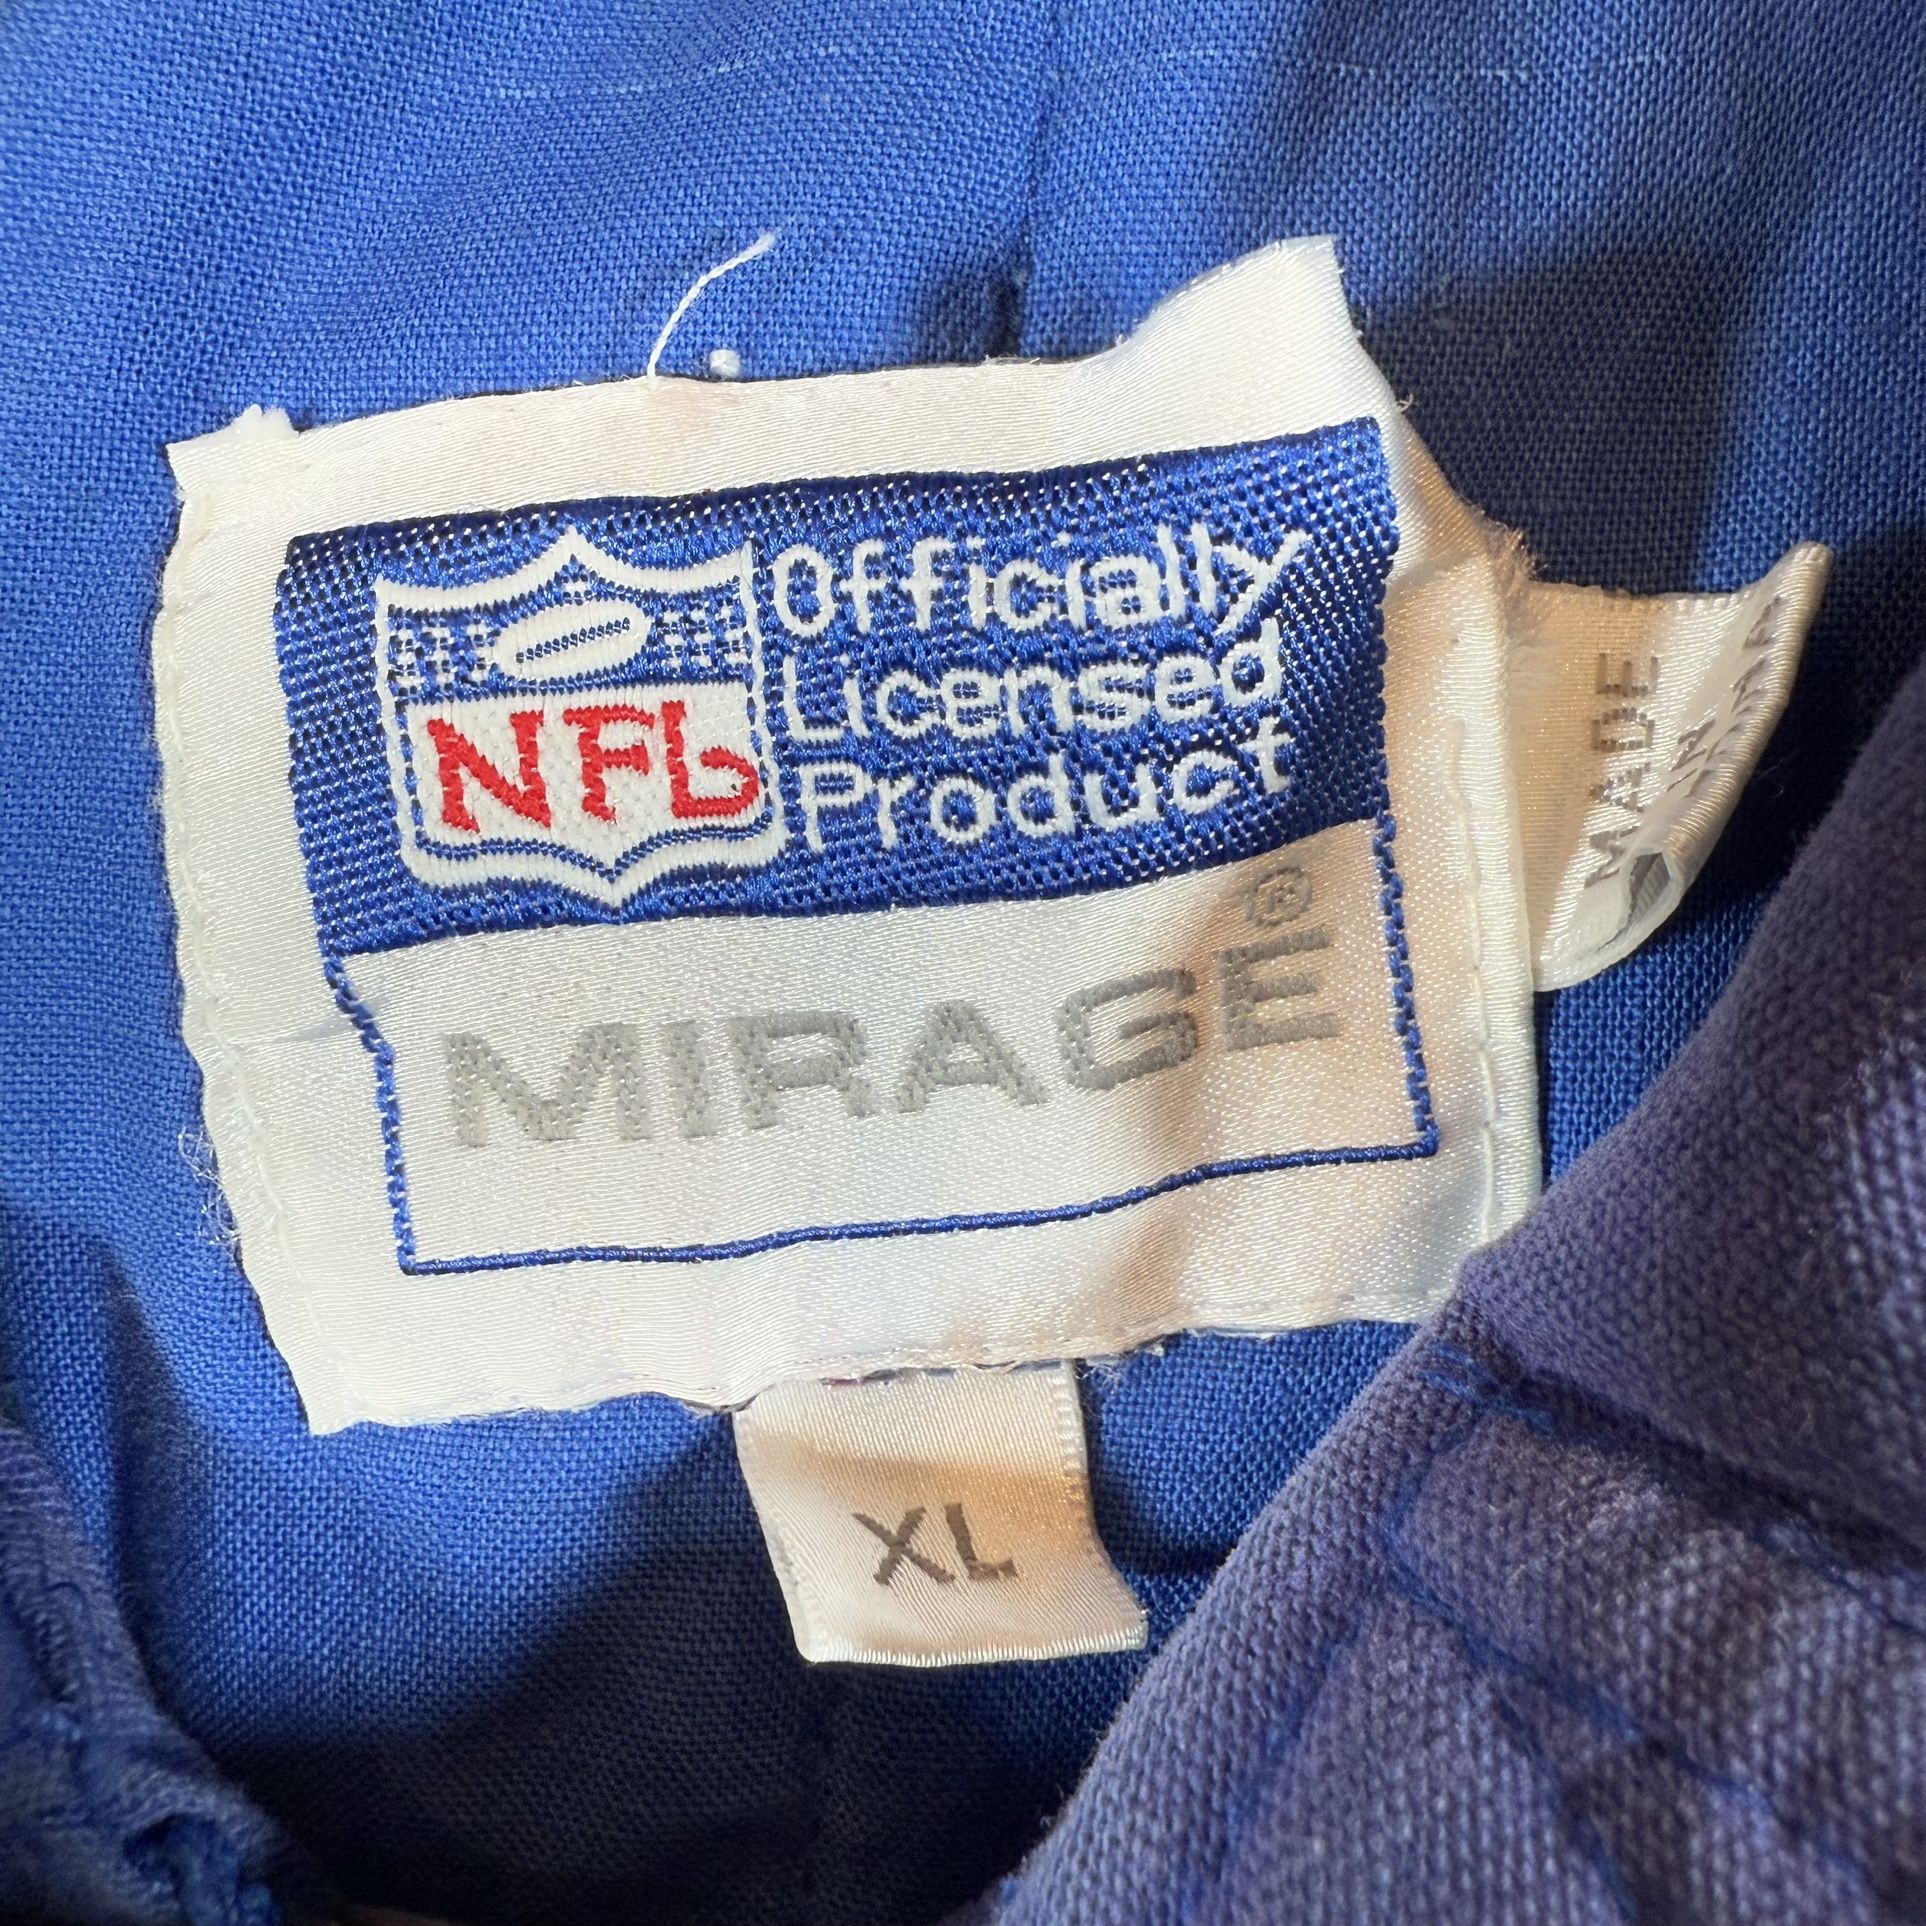 NFL
Officially
Licensed
Product
MIRAGE®
MADE
IN
XL